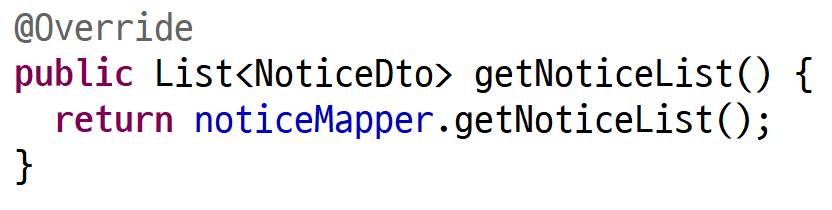 @Override
public List<NoticeDto> getNoticeList() {
  return noticeMapper.getNoticeList();
}